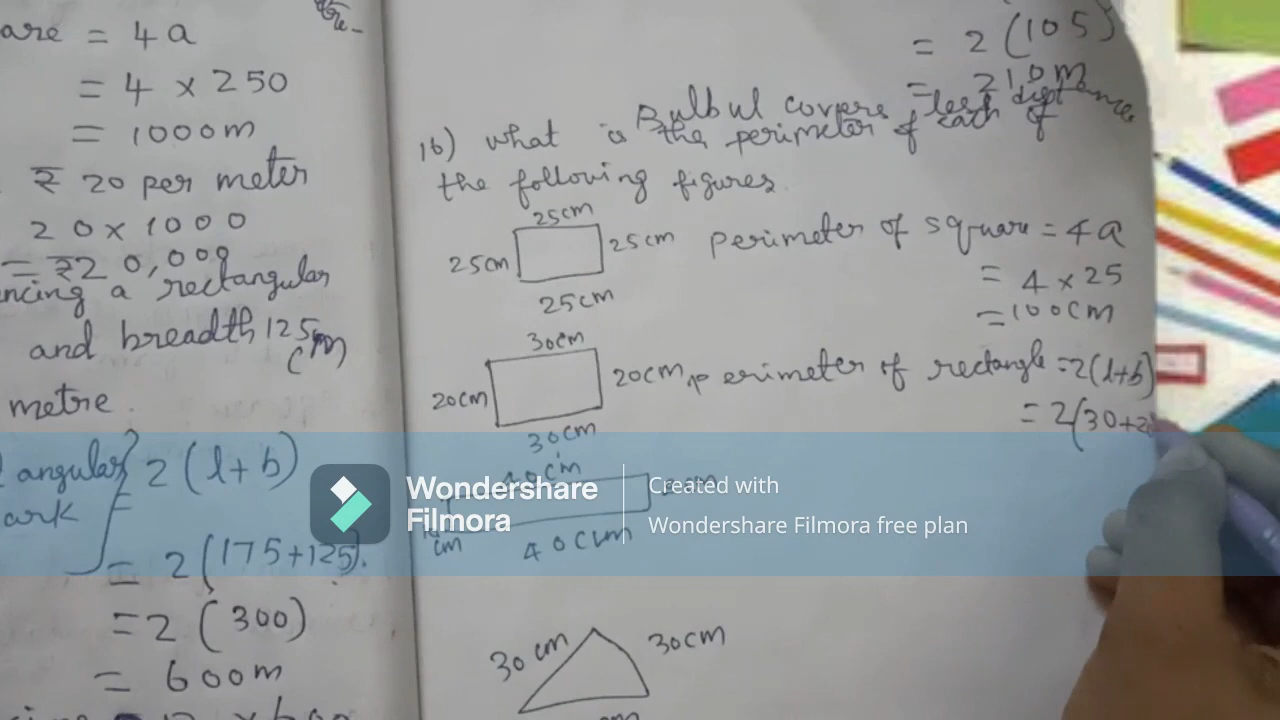 are = 4a
= 4 × 250
= 1000m
₹ 20 per meter
20 × 1000
= ₹20,000
ncing a rectangular
and breadth 125m
cm
metre.
angular
ark
2 (l+b)
= 2 (175+125).
= 2 (300)
= 600m
= 2 (105)
= 210m
Bulbul covers less distance
16) what is the perimeter of each of
the following figures.
25cm
25cm
25cm
25cm
perimeter of square = 4a
= 4 × 25
= 100cm
30cm
20cm
20cm
30cm
perimeter of rectangle = 2(l+b)
= 2(30+2
40cm
cm
40cm
30cm
30cm
Wondershare
Filmora
Created with
Wondershare Filmora free plan